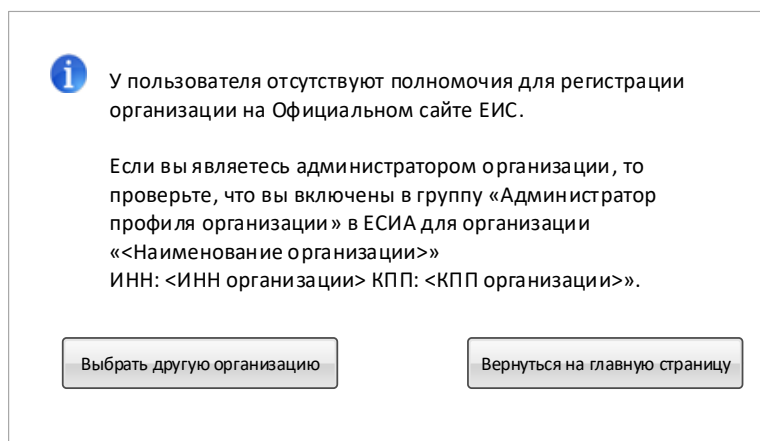 У пользователя отсутствуют полномочия для регистрации
организации на Официальном сайте ЕИС.
Если вы являетесь администратором организации, то
проверьте, что вы включены в группу «Администратор
профиля организации» в ЕСИА для организации
«<Наименование организации>»
ИНН: <ИНН организации> КПП: <КПП организации>».
Выбрать другую организацию
Вернуться на главную страницу